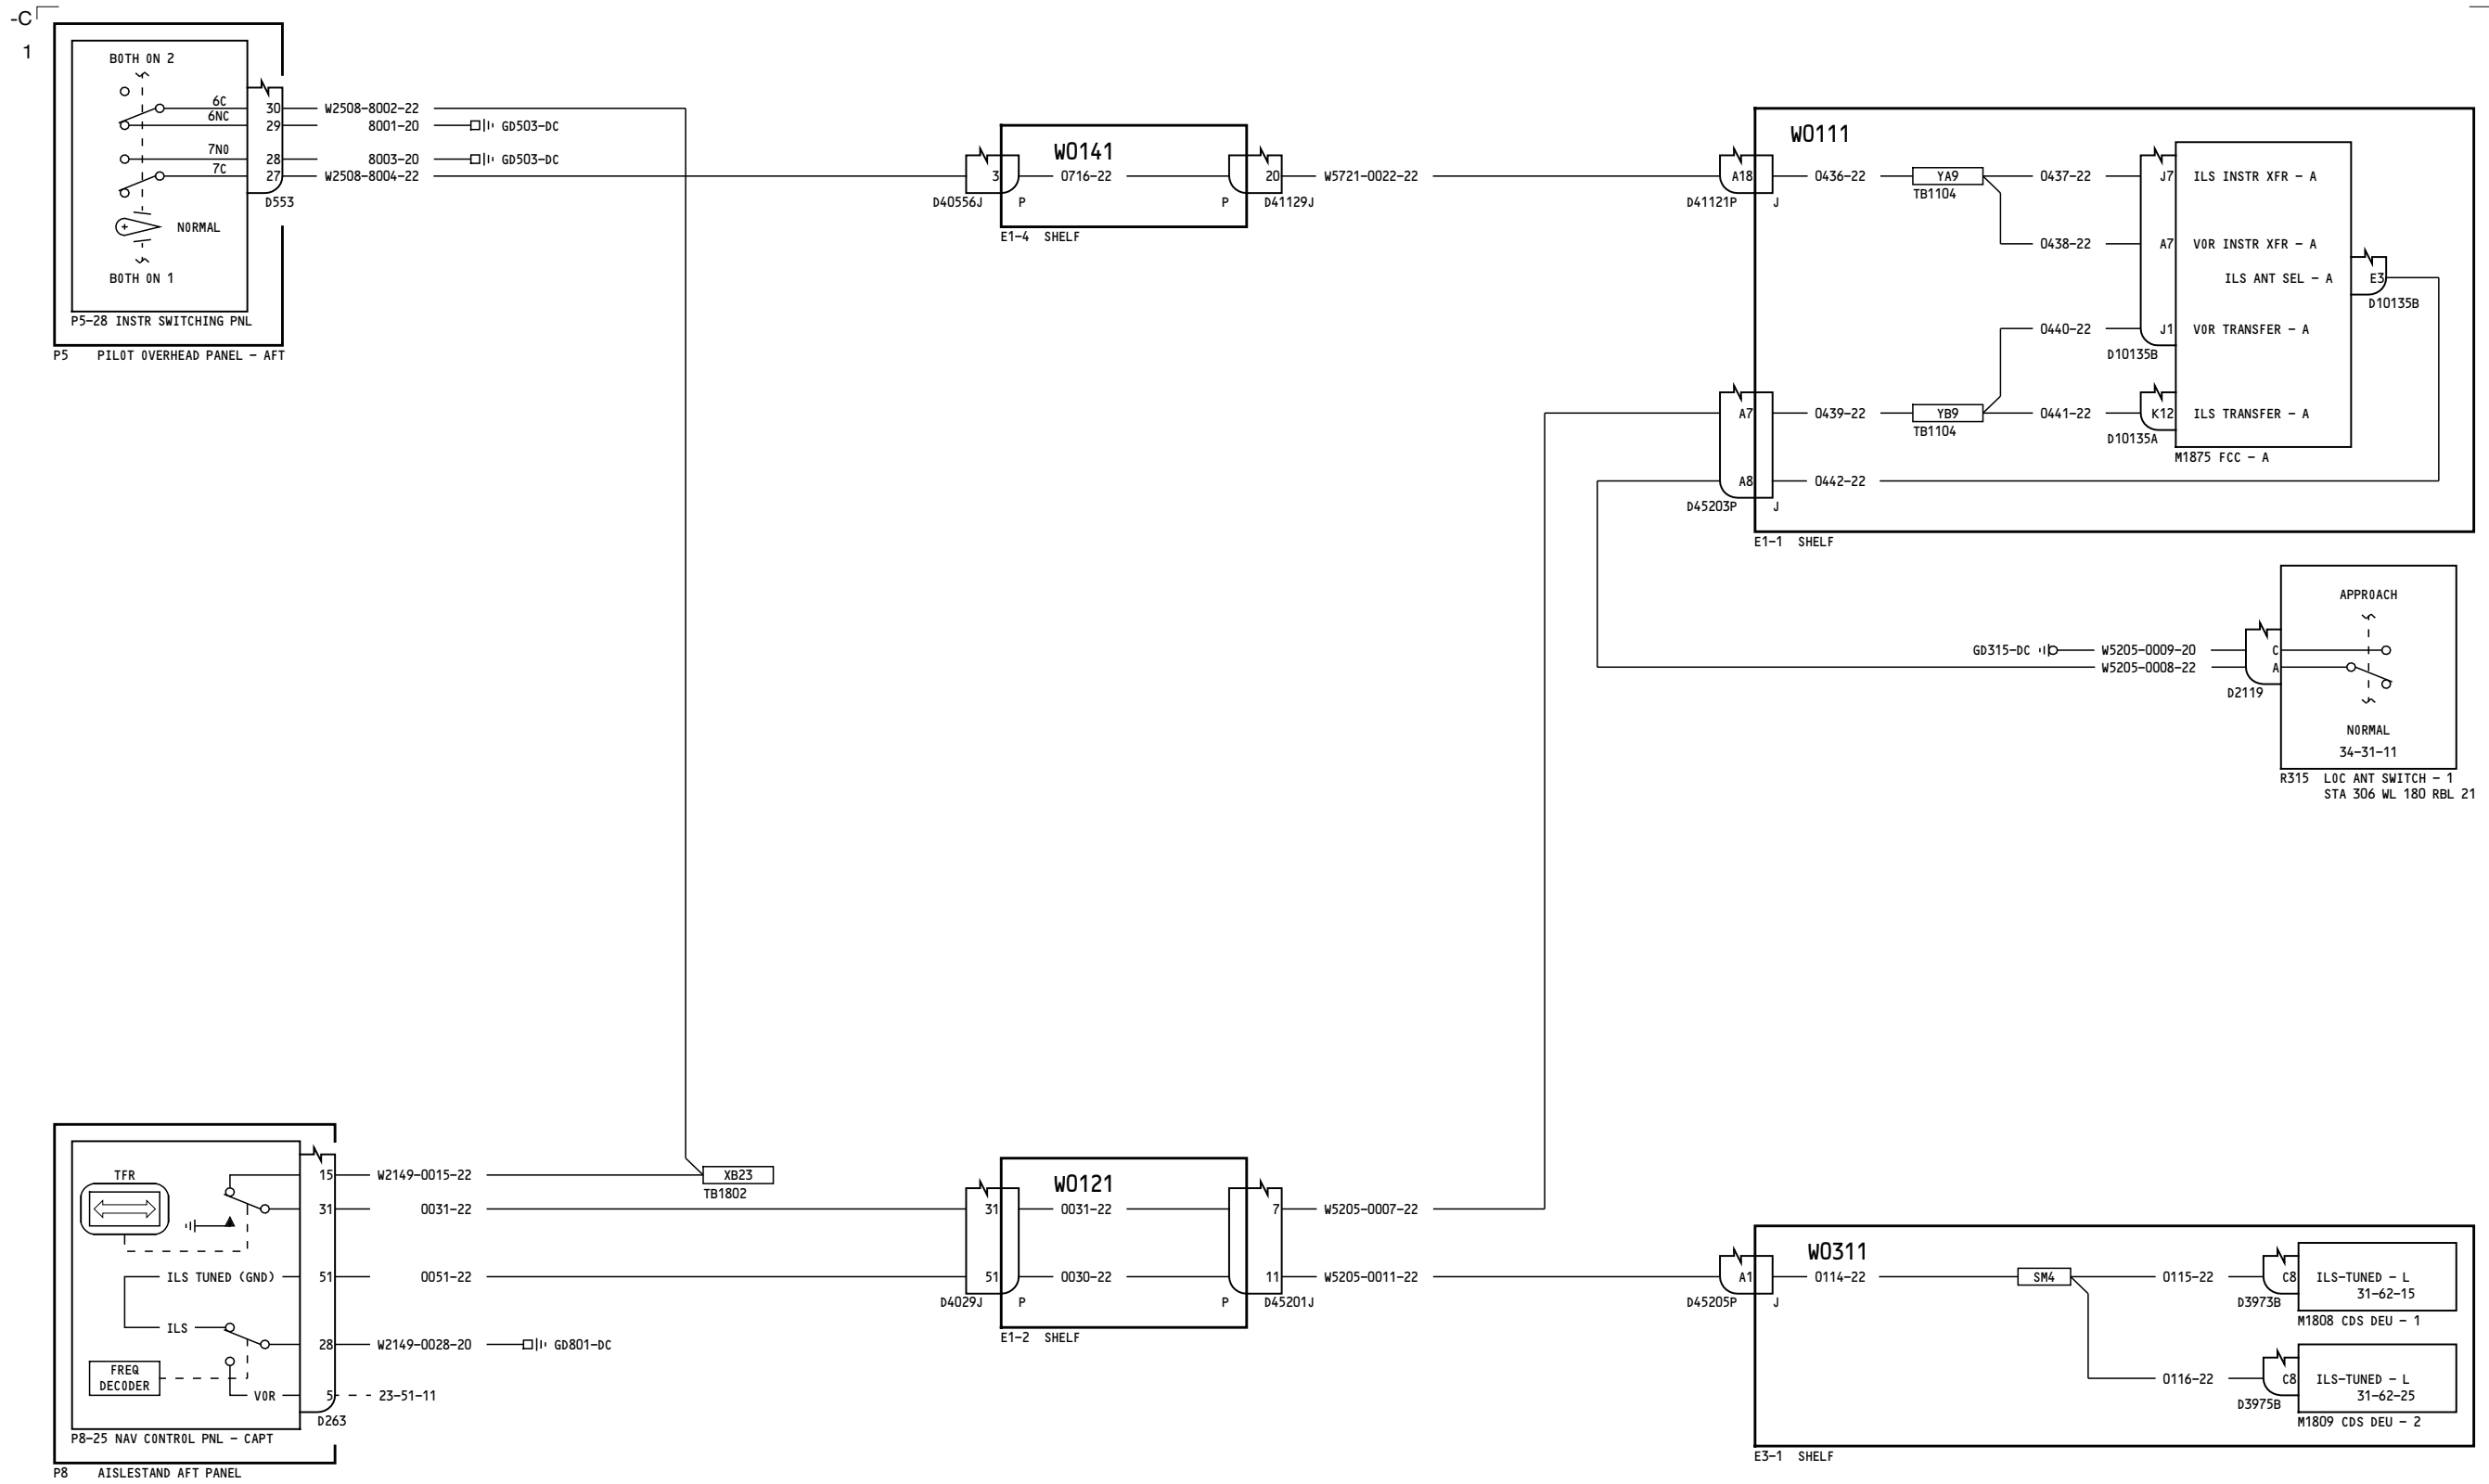 -C
1
BOTH ON 2
6C
30
W2508-8002-22
6NC
29
8001-20
GD503-DC
7NO
28
8003-20
GD503-DC
7C
27
W2508-8004-22
D553
NORMAL
BOTH ON 1
P5-28 INSTR SWITCHING PNL
P5 PILOT OVERHEAD PANEL - AFT
W0141
3
0716-22
20
W5721-0022-22
D40556J
P
P
D41129J
E1-4 SHELF
W0111
A18
0436-22
YA9
TB1104
0437-22
J7
ILS INSTR XFR - A
D41121P
J
0438-22
A7
VOR INSTR XFR - A
ILS ANT SEL - A
E3
D10135B
0440-22
J1
VOR TRANSFER - A
D10135B
A7
0439-22
YB9
TB1104
0441-22
K12
ILS TRANSFER - A
D10135A
M1875 FCC - A
A8
0442-22
D45203P
J
E1-1 SHELF
APPROACH
GD315-DC
W5205-0009-20
C
W5205-0008-22
A
D2119
NORMAL
34-31-11
R315 LOC ANT SWITCH - 1
STA 306 WL 180 RBL 21
TFR
15
W2149-0015-22
XB23
TB1802
31
0031-22
ILS TUNED (GND)
51
0051-22
ILS
28
W2149-0028-20
GD801-DC
FREQ
DECODER
VOR
5
23-51-11
D263
P8-25 NAV CONTROL PNL - CAPT
P8 AISLESTAND AFT PANEL
W0121
31
0031-22
7
W5205-0007-22
51
0030-22
11
W5205-0011-22
D4029J
P
P
D45201J
E1-2 SHELF
W0311
A1
0114-22
SM4
0115-22
C8
ILS-TUNED - L
31-62-15
D45205P
J
D3973B
M1808 CDS DEU - 1
0116-22
C8
ILS-TUNED - L
31-62-25
D3975B
M1809 CDS DEU - 2
E3-1 SHELF